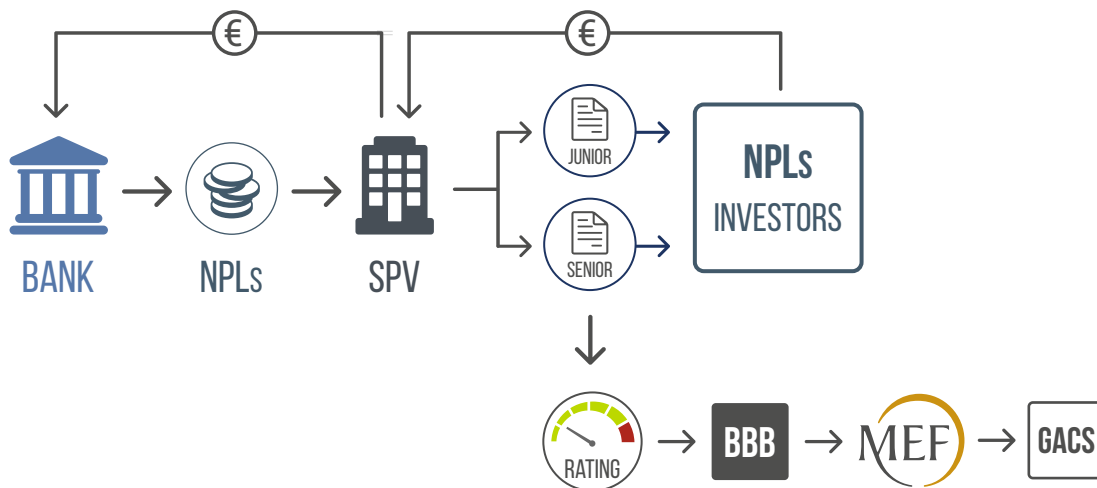 €
€
JUNIOR
NPLs
INVESTORS
SENIOR
BANK
NPLs
SPV
RATING
BBB
MEF
GACS